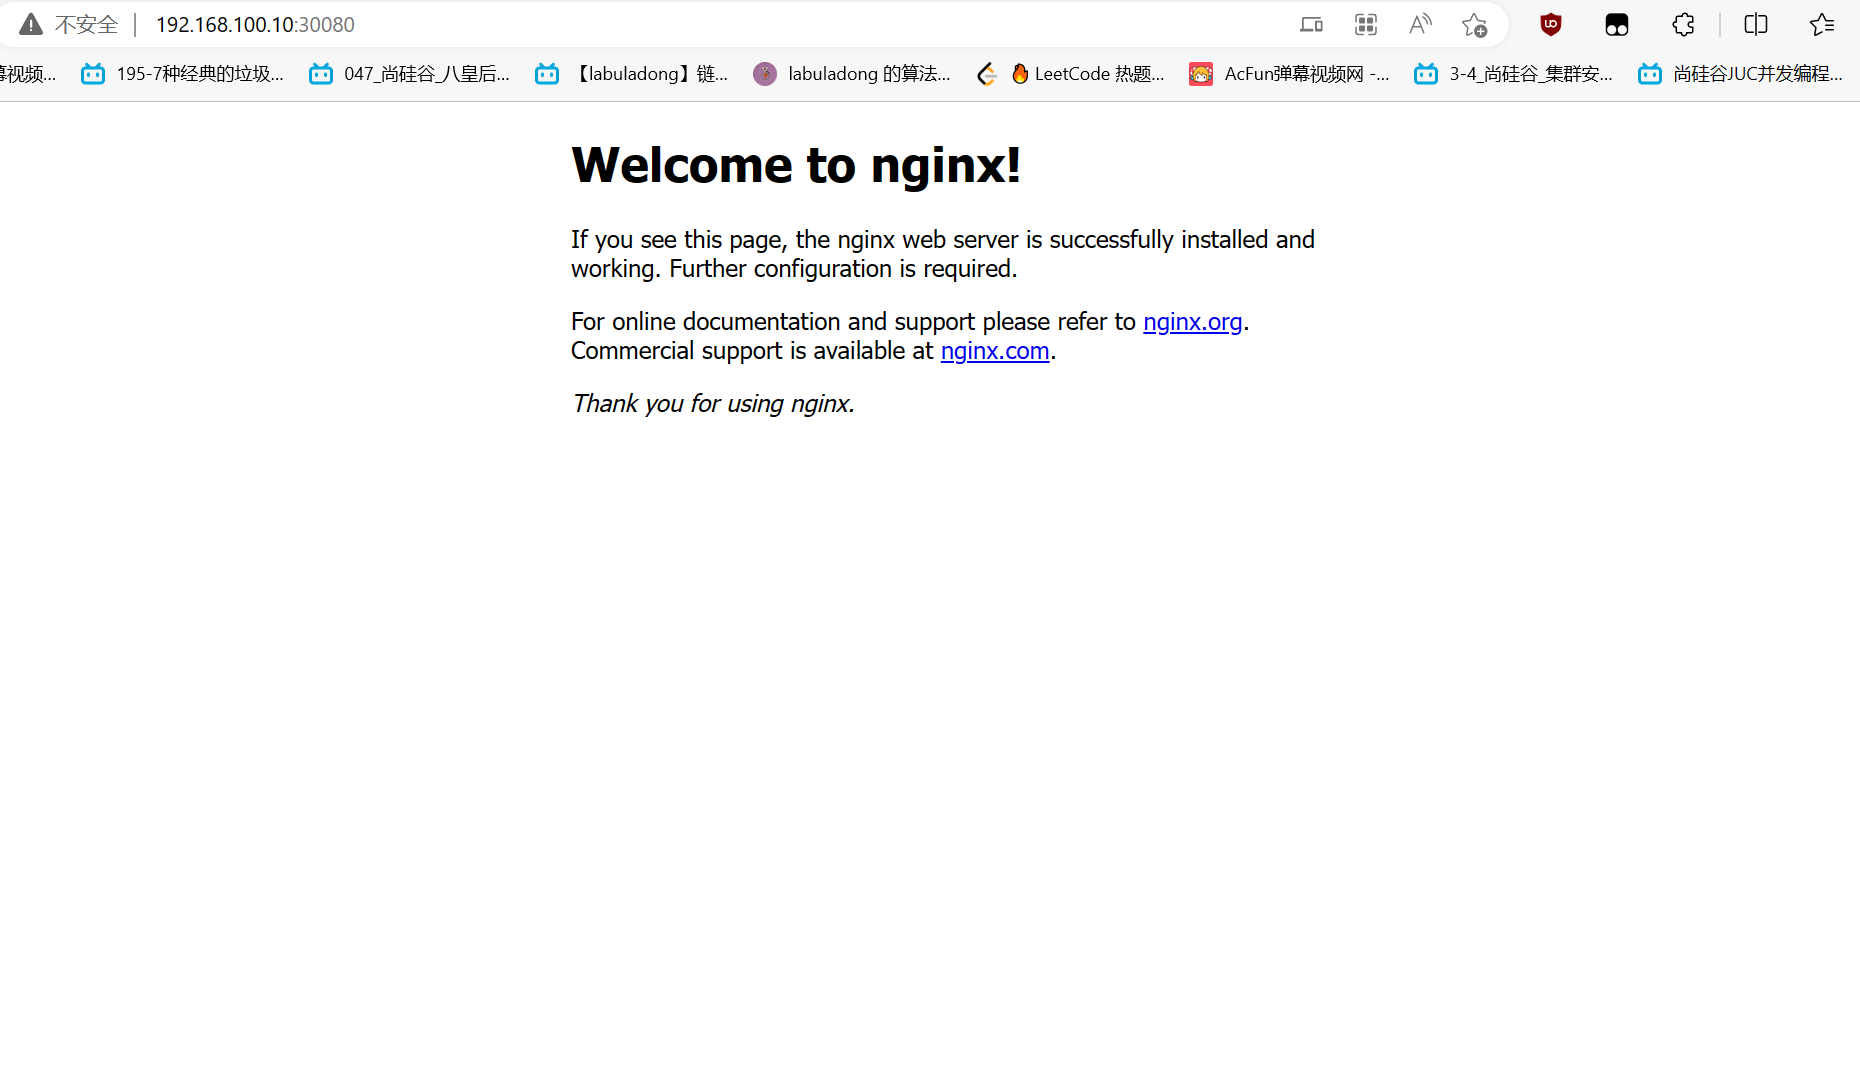 不安全 192.168.100.10:30080
幕视频... 195-7种经典的垃圾... 047_尚硅谷_八皇后... 【labuladong】链... labuladong 的算法... LeetCode 热题... AcFun弹幕视频网 -... 3-4_尚硅谷_集群安... 尚硅谷JUC并发编程...
Welcome to nginx!
If you see this page, the nginx web server is successfully installed and
working. Further configuration is required.
For online documentation and support please refer to nginx.org.
Commercial support is available at nginx.com.
Thank you for using nginx.